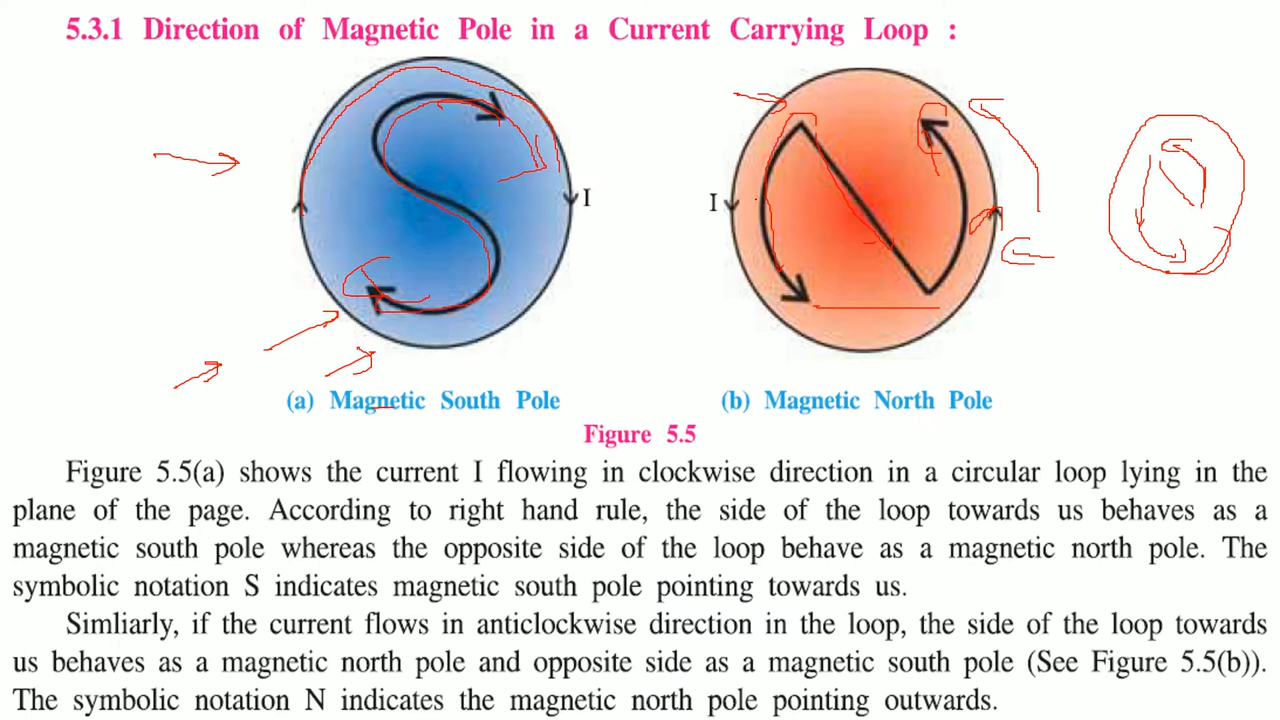 5.3.1 Direction of Magnetic Pole in a Current Carrying Loop :
S
I
I
N
(a) Magnetic South Pole
(b) Magnetic North Pole
Figure 5.5
Figure 5.5(a) shows the current I flowing in clockwise direction in a circular loop lying in the
plane of the page. According to right hand rule, the side of the loop towards us behaves as a
magnetic south pole whereas the opposite side of the loop behave as a magnetic north pole. The
symbolic notation S indicates magnetic south pole pointing towards us.
Simliarly, if the current flows in anticlockwise direction in the loop, the side of the loop towards
us behaves as a magnetic north pole and opposite side as a magnetic south pole (See Figure 5.5(b)).
The symbolic notation N indicates the magnetic north pole pointing outwards.